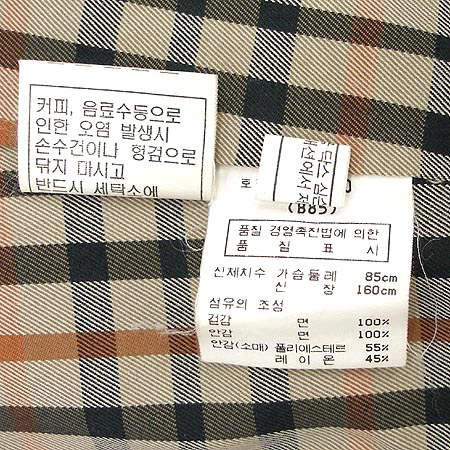 커피, 음료수등으로
인한 오염 발생시
손수건이나 헝겊으로
닦지 마시고
반드시 세탁소에
(B85)
품질 경영촉진법에 의한
품 질 표 시
신체치수 가슴둘레 85cm
신 장 160cm
섬유의 조성
겉감 면 100%
안감 면 100%
안감(소매) 폴리에스테르 55%
레 이 온 45%